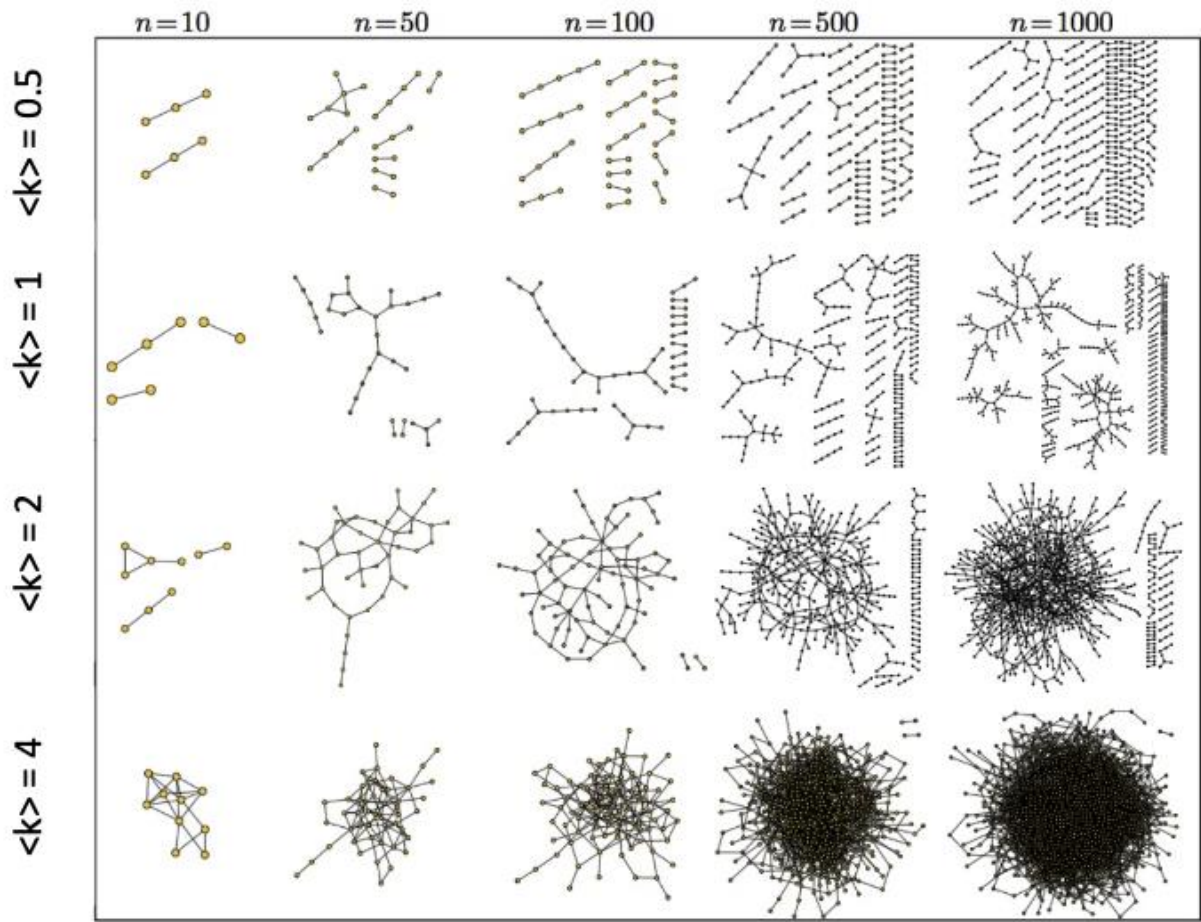 n=10 n=50 n=100 n=500 n=1000
<k> = 0.5
<k> = 1
<k> = 2
<k> = 4